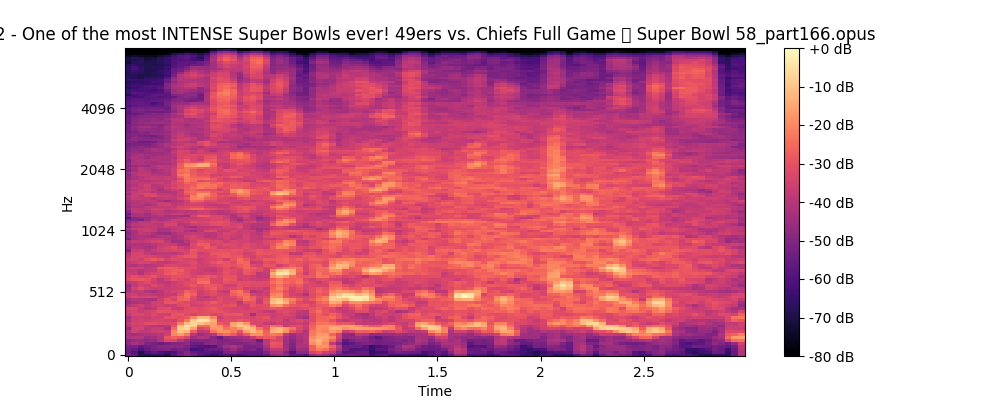 2 - One of the most INTENSE Super Bowls ever! 49ers vs. Chiefs Full Game ▯ Super Bowl 58_part166.opus
+0 dB
-10 dB
-20 dB
-30 dB
-40 dB
-50 dB
-60 dB
-70 dB
-80 dB
4096
2048
1024
512
0
Hz
0 0.5 1 1.5 2 2.5
Time